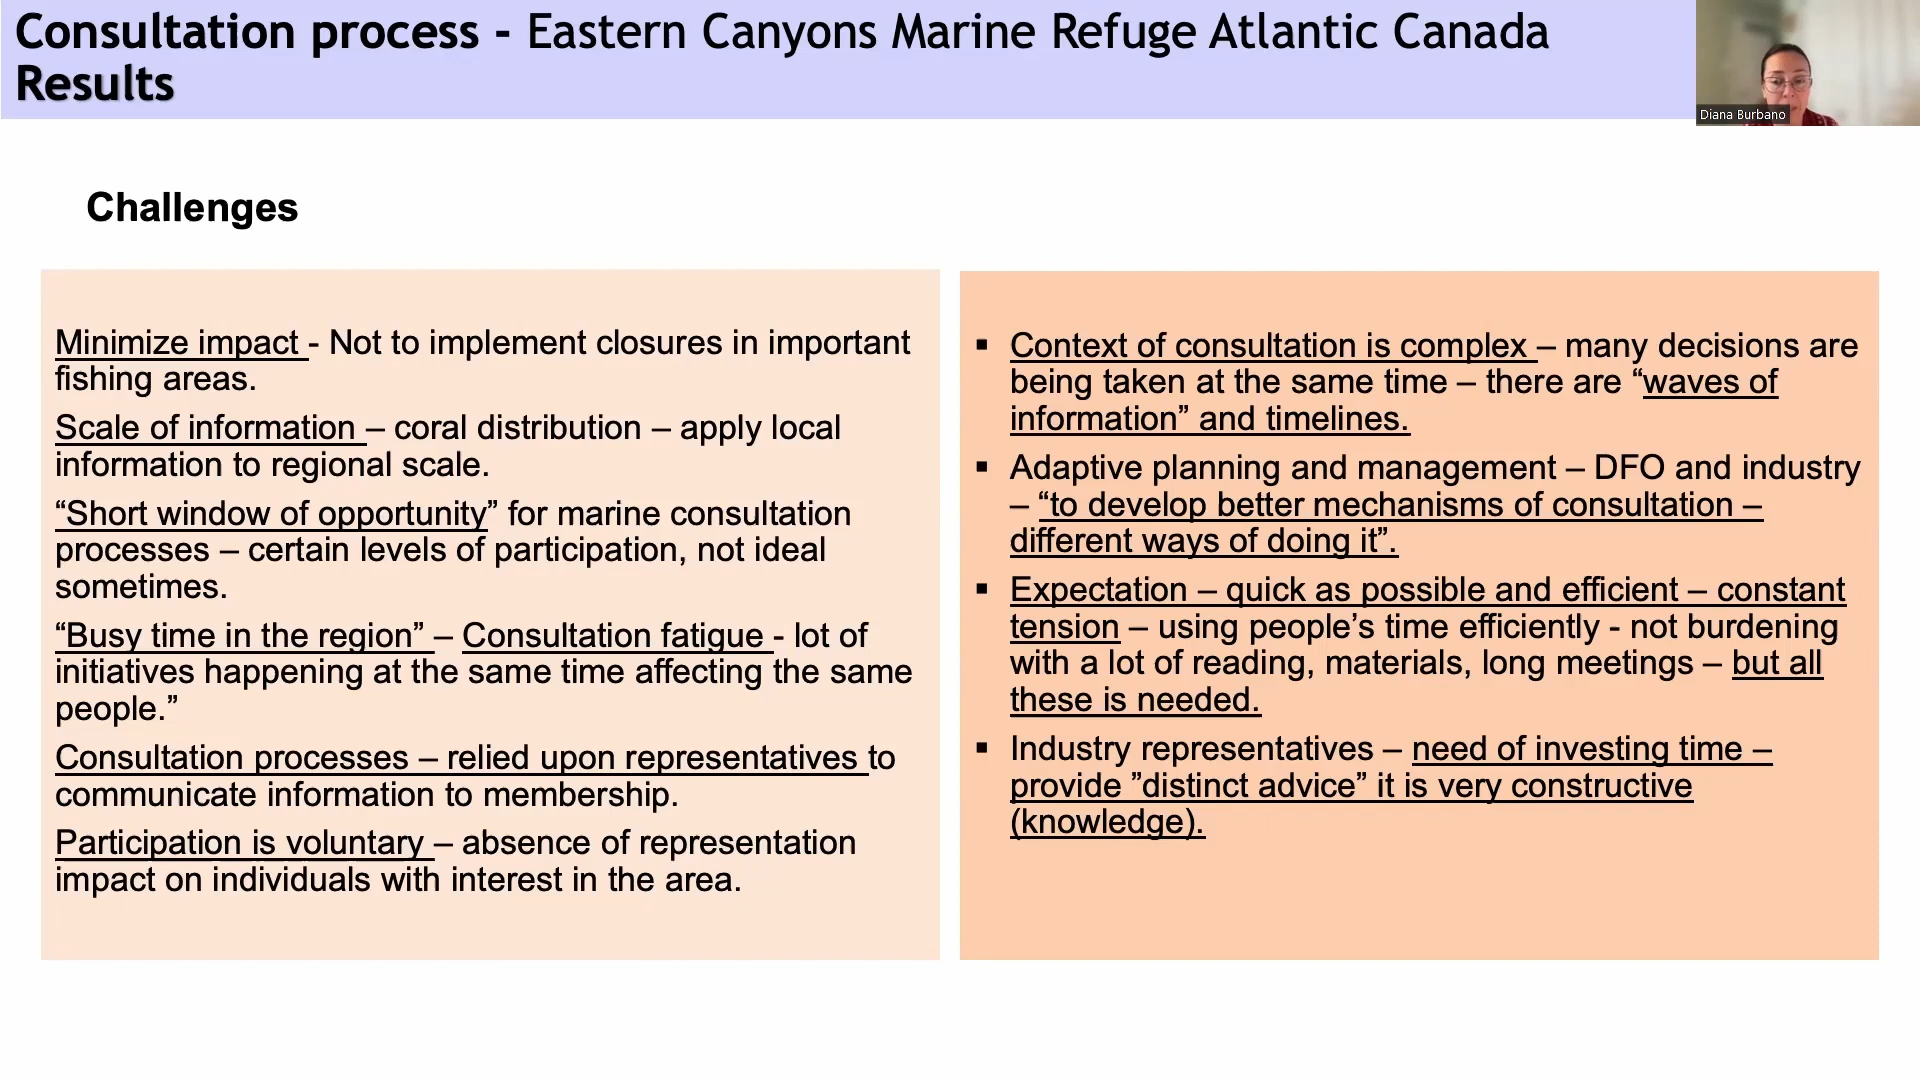 Consultation process - Eastern Canyons Marine Refuge Atlantic Canada
Results
Diana Burbano
Challenges
Minimize impact - Not to implement closures in important
fishing areas.
Scale of information – coral distribution – apply local
information to regional scale.
“Short window of opportunity” for marine consultation
processes – certain levels of participation, not ideal
sometimes.
“Busy time in the region” – Consultation fatigue - lot of
initiatives happening at the same time affecting the same
people.”
Consultation processes – relied upon representatives to
communicate information to membership.
Participation is voluntary – absence of representation
impact on individuals with interest in the area.
▪ Context of consultation is complex – many decisions are
being taken at the same time – there are “waves of
information” and timelines.
▪ Adaptive planning and management – DFO and industry
– “to develop better mechanisms of consultation –
different ways of doing it”.
▪ Expectation – quick as possible and efficient – constant
tension – using people’s time efficiently - not burdening
with a lot of reading, materials, long meetings – but all
these is needed.
▪ Industry representatives – need of investing time –
provide ”distinct advice” it is very constructive
(knowledge).